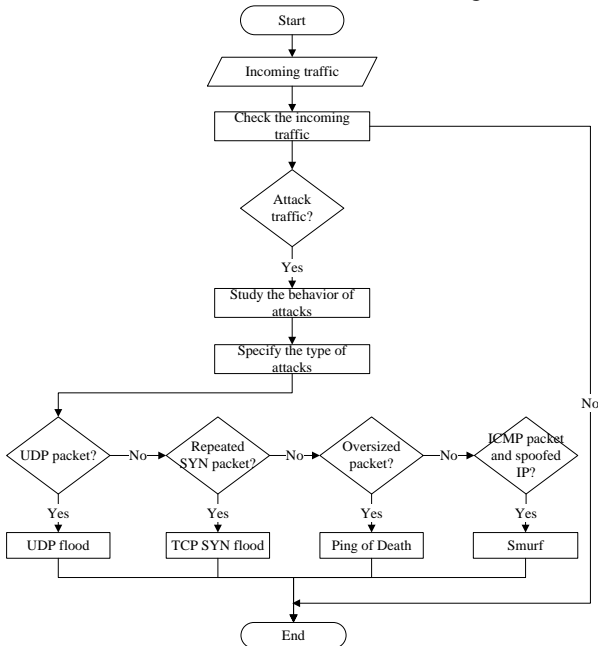 Start
Incoming traffic
Check the incoming
traffic
Attack
traffic?
Yes
Study the behavior of
attacks
Specify the type of
attacks
No
UDP packet?
No
Repeated
SYN packet?
No
Oversized
packet?
No
ICMP packet
and spoofed
IP?
Yes
Yes
Yes
Yes
UDP flood
TCP SYN flood
Ping of Death
Smurf
End